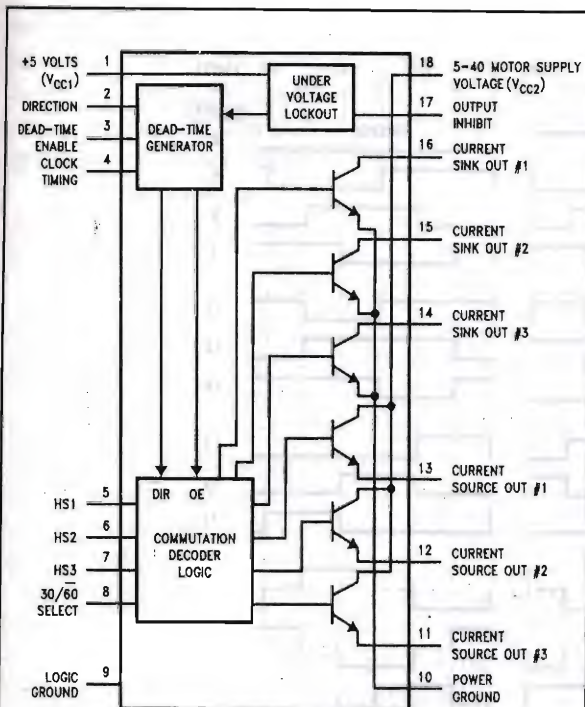 +5 VOLTS
(VCC1)
1
DIRECTION
2
DEAD-TIME
ENABLE
3
CLOCK
TIMING
4
UNDER
VOLTAGE
LOCKOUT
DEAD-TIME
GENERATOR
18
5-40 MOTOR SUPPLY
VOLTAGE (VCC2)
17
OUTPUT
INHIBIT
16
CURRENT
SINK OUT #1
15
CURRENT
SINK OUT #2
14
CURRENT
SINK OUT #3
13
CURRENT
SOURCE OUT #1
12
CURRENT
SOURCE OUT #2
11
CURRENT
SOURCE OUT #3
10
POWER
GROUND
DIR OE
COMMUTATION
DECODER
LOGIC
HS1
5
HS2
6
HS3
7
30/60
SELECT
8
LOGIC
GROUND
9